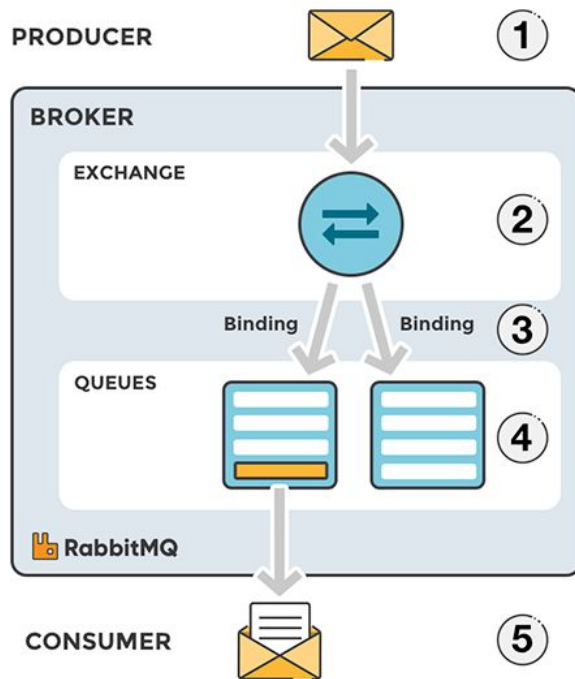 PRODUCER 1
BROKER
EXCHANGE
2
Binding Binding 3
QUEUES
4
RabbitMQ
CONSUMER 5